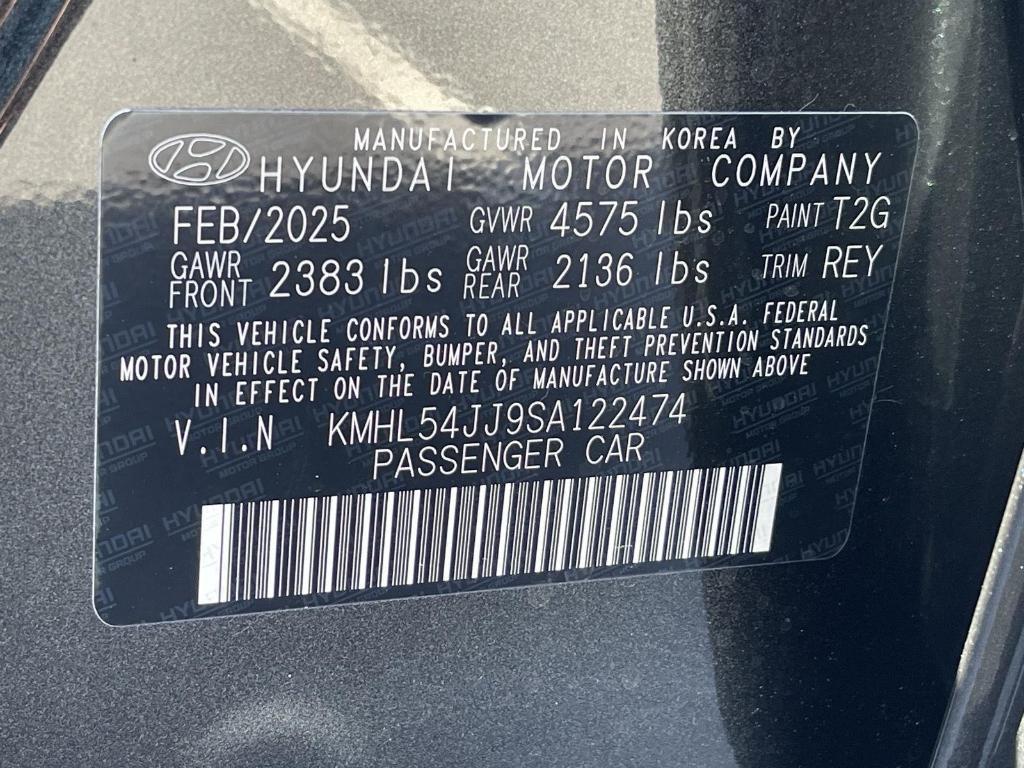 MANUFACTURED IN KOREA BY
HYUNDAI MOTOR COMPANY
FEB/2025 GVWR 4575 lbs PAINT T2G
GAWR FRONT 2383 lbs GAWR REAR 2136 lbs TRIM REY
THIS VEHICLE CONFORMS TO ALL APPLICABLE U.S.A. FEDERAL
MOTOR VEHICLE SAFETY, BUMPER, AND THEFT PREVENTION STANDARDS
IN EFFECT ON THE DATE OF MANUFACTURE SHOWN ABOVE
V.I.N KMHL54JJ9SA122474
PASSENGER CAR